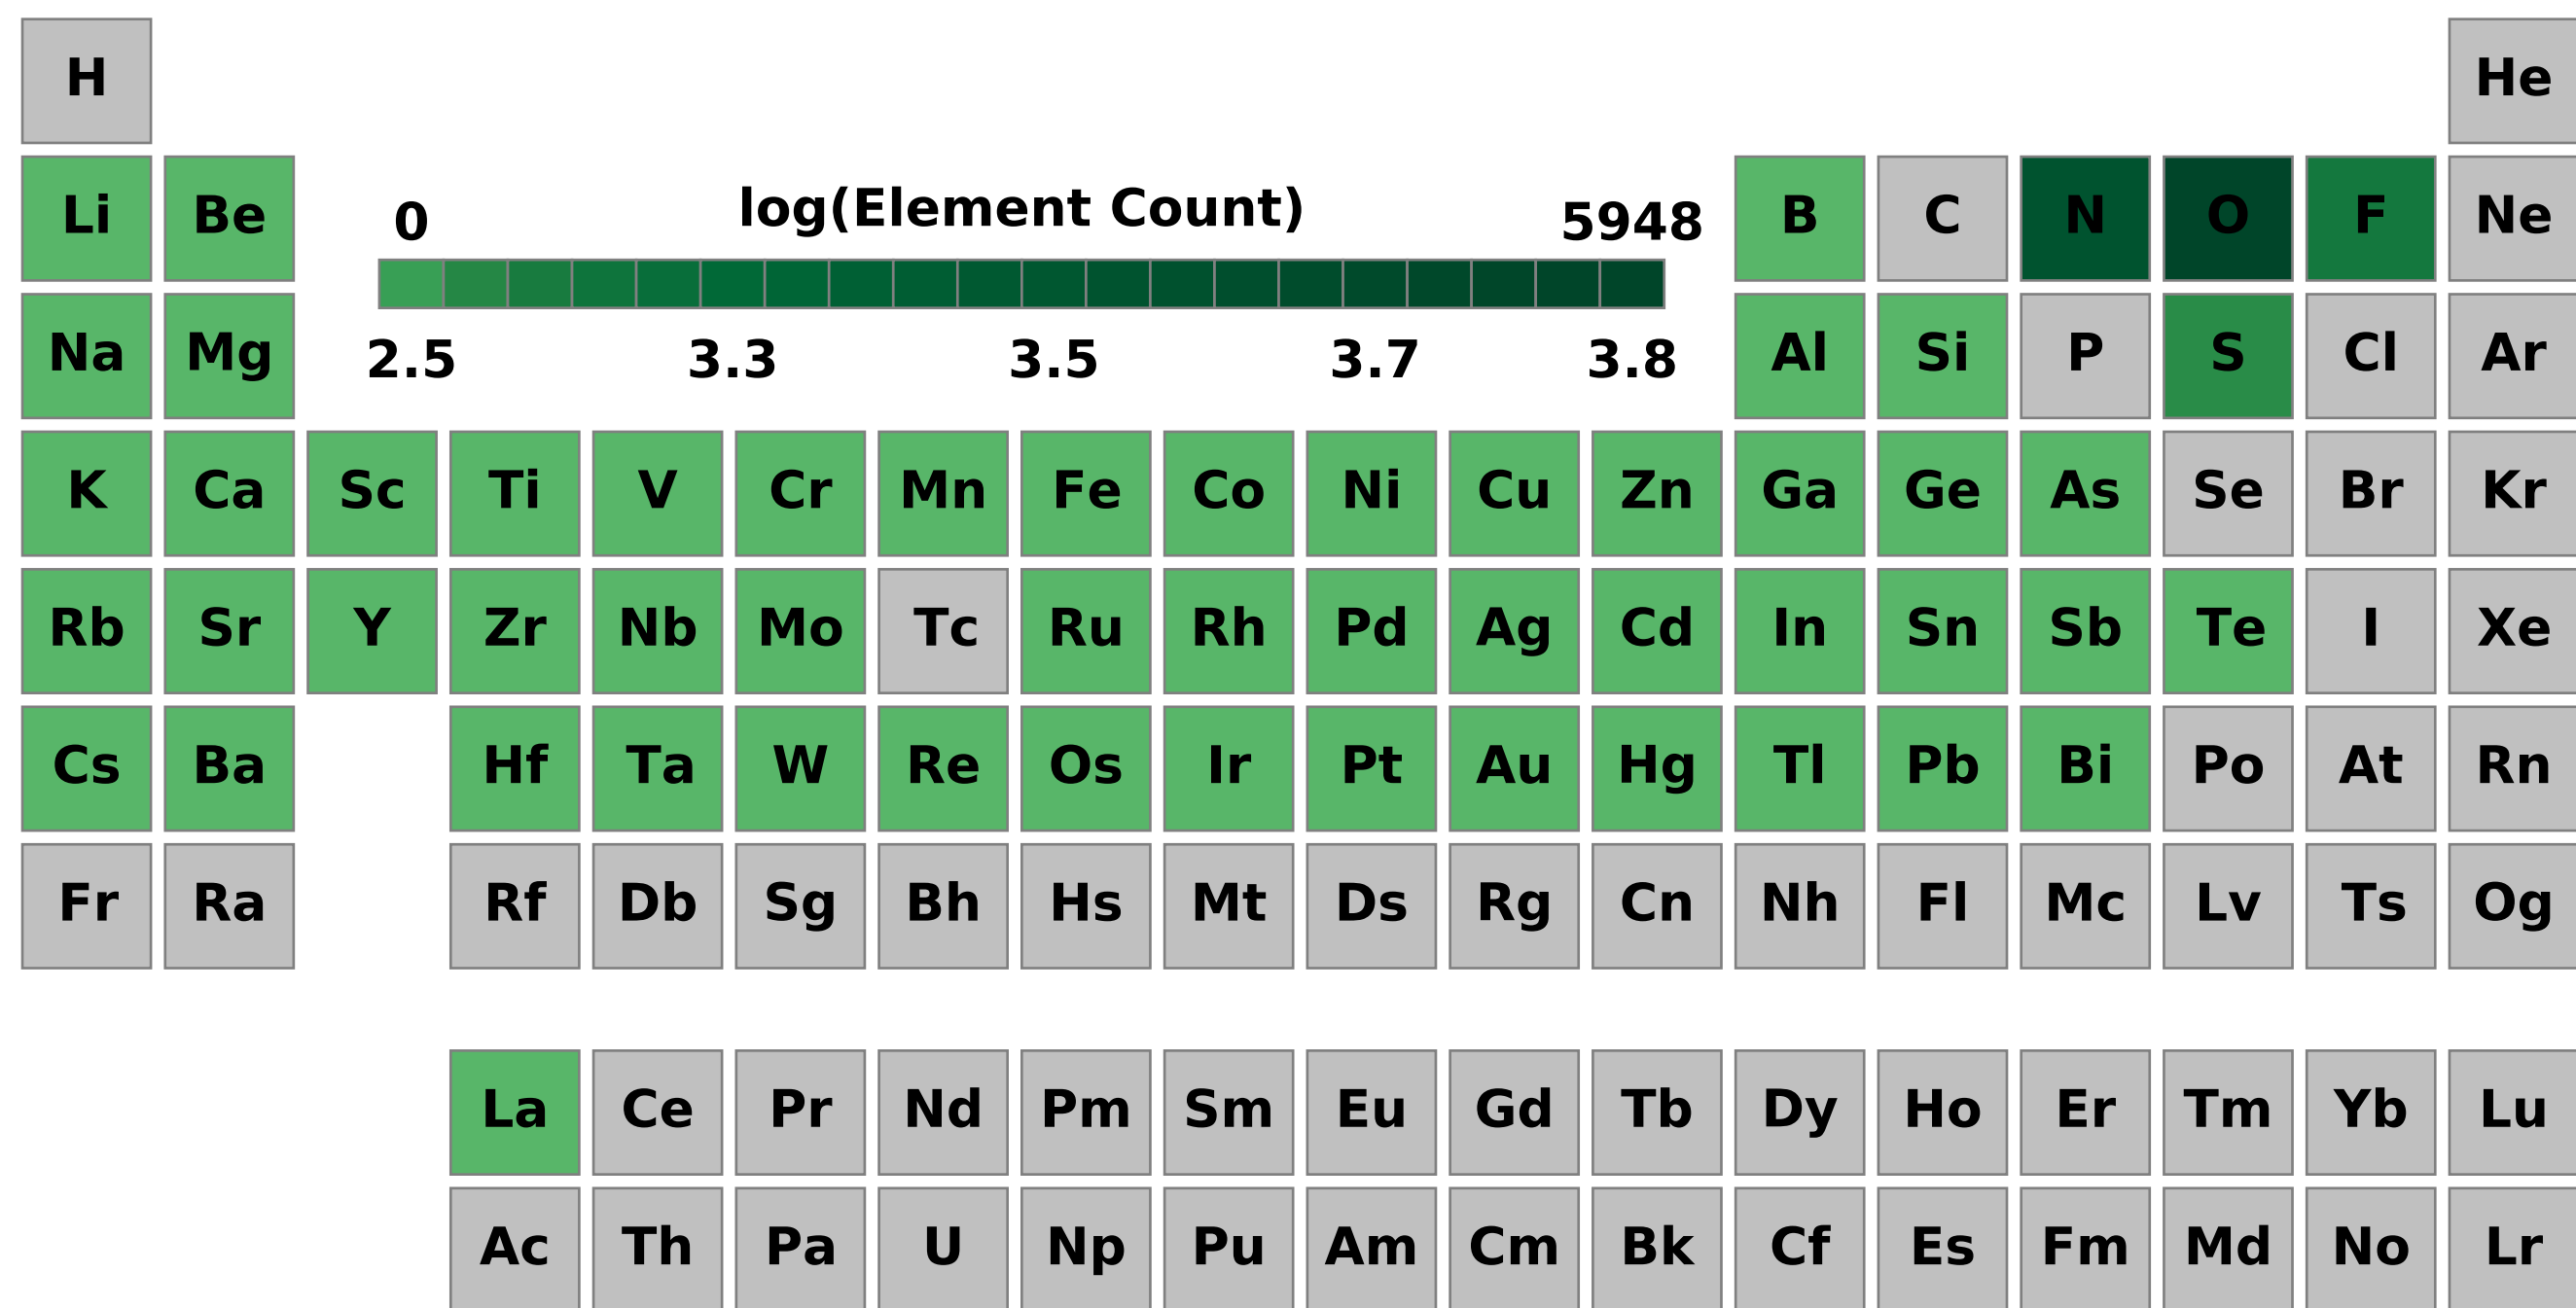 H He
Li Be 0 log(Element Count) 5948 B C N O F Ne
Na Mg 2.5 3.3 3.5 3.7 3.8 Al Si P S Cl Ar
K Ca Sc Ti V Cr Mn Fe Co Ni Cu Zn Ga Ge As Se Br Kr
Rb Sr Y Zr Nb Mo Tc Ru Rh Pd Ag Cd In Sn Sb Te I Xe
Cs Ba Hf Ta W Re Os Ir Pt Au Hg Tl Pb Bi Po At Rn
Fr Ra Rf Db Sg Bh Hs Mt Ds Rg Cn Nh Fl Mc Lv Ts Og
La Ce Pr Nd Pm Sm Eu Gd Tb Dy Ho Er Tm Yb Lu
Ac Th Pa U Np Pu Am Cm Bk Cf Es Fm Md No Lr